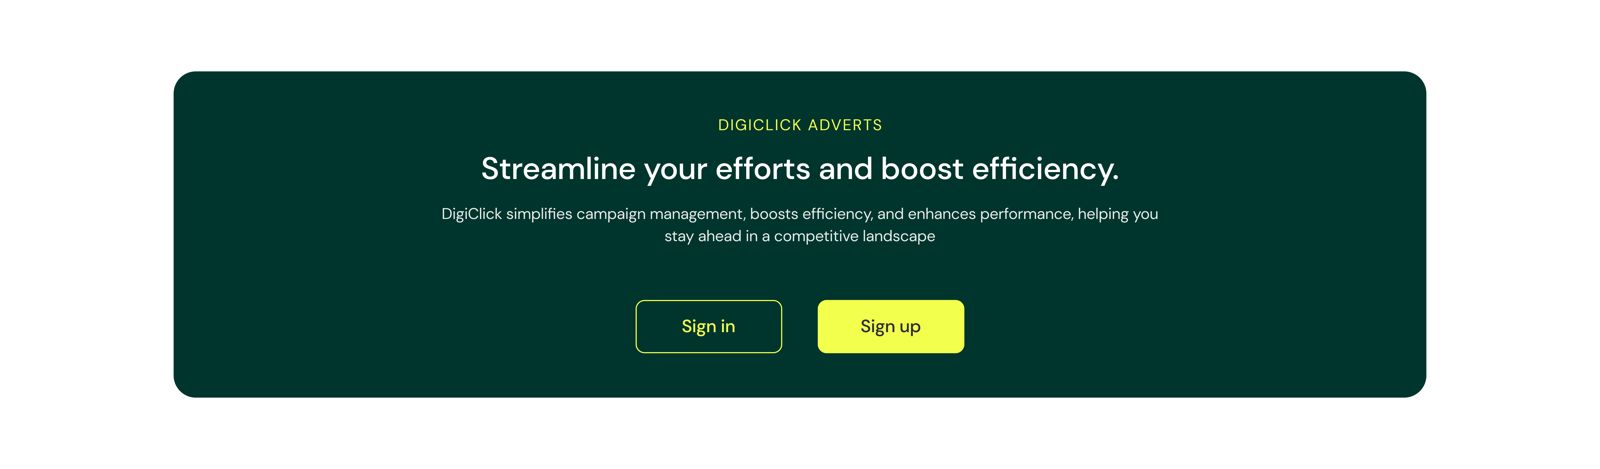 DIGICLICK ADVERTS
Streamline your efforts and boost efficiency.
DigiClick simplifies campaign management, boosts efficiency, and enhances performance, helping you
stay ahead in a competitive landscape
Sign in
Sign up